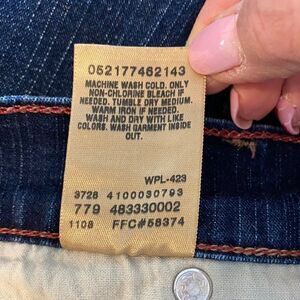 052177462143
MACHINE WASH COLD. ONLY
NON-CHLORINE BLEACH IF
NEEDED. TUMBLE DRY MEDIUM.
WARM IRON IF NEEDED.
WASH AND DRY WITH LIKE
COLORS. WASH GARMENT INSIDE
OUT.
WPL-423
3728 4100030793
779 483330002
1108 FFC#58374